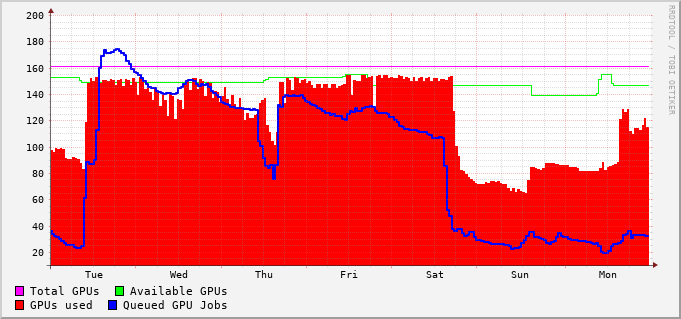 200
180
160
140
120
100
80
60
40
20
Tue Wed Thu Fri Sat Sun Mon
Total GPUs Available GPUs
GPUs used Queued GPU Jobs
RRDTOOL / TOBI OETIKER